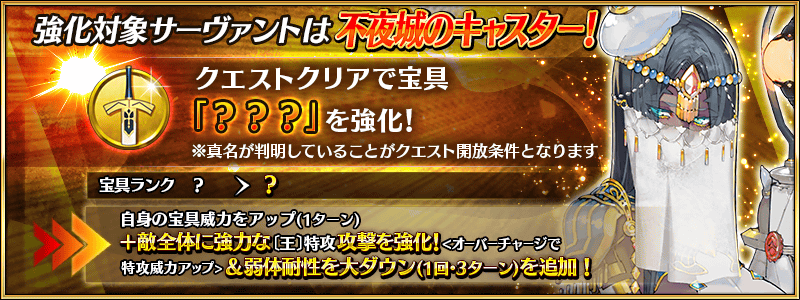 強化対象サーヴァントは 不夜城のキャスター！
クエストクリアで宝具
『？？？』を強化！
※真名が判明していることがクエスト開放条件となります
宝具ランク ？ ＞ ？
自身の宝具威力をアップ(1ターン)
＋敵全体に強力な〔王〕特攻攻撃を強化！<オーバーチャージで
特攻威力アップ>＆弱体耐性を大ダウン(1回・3ターン)を追加！